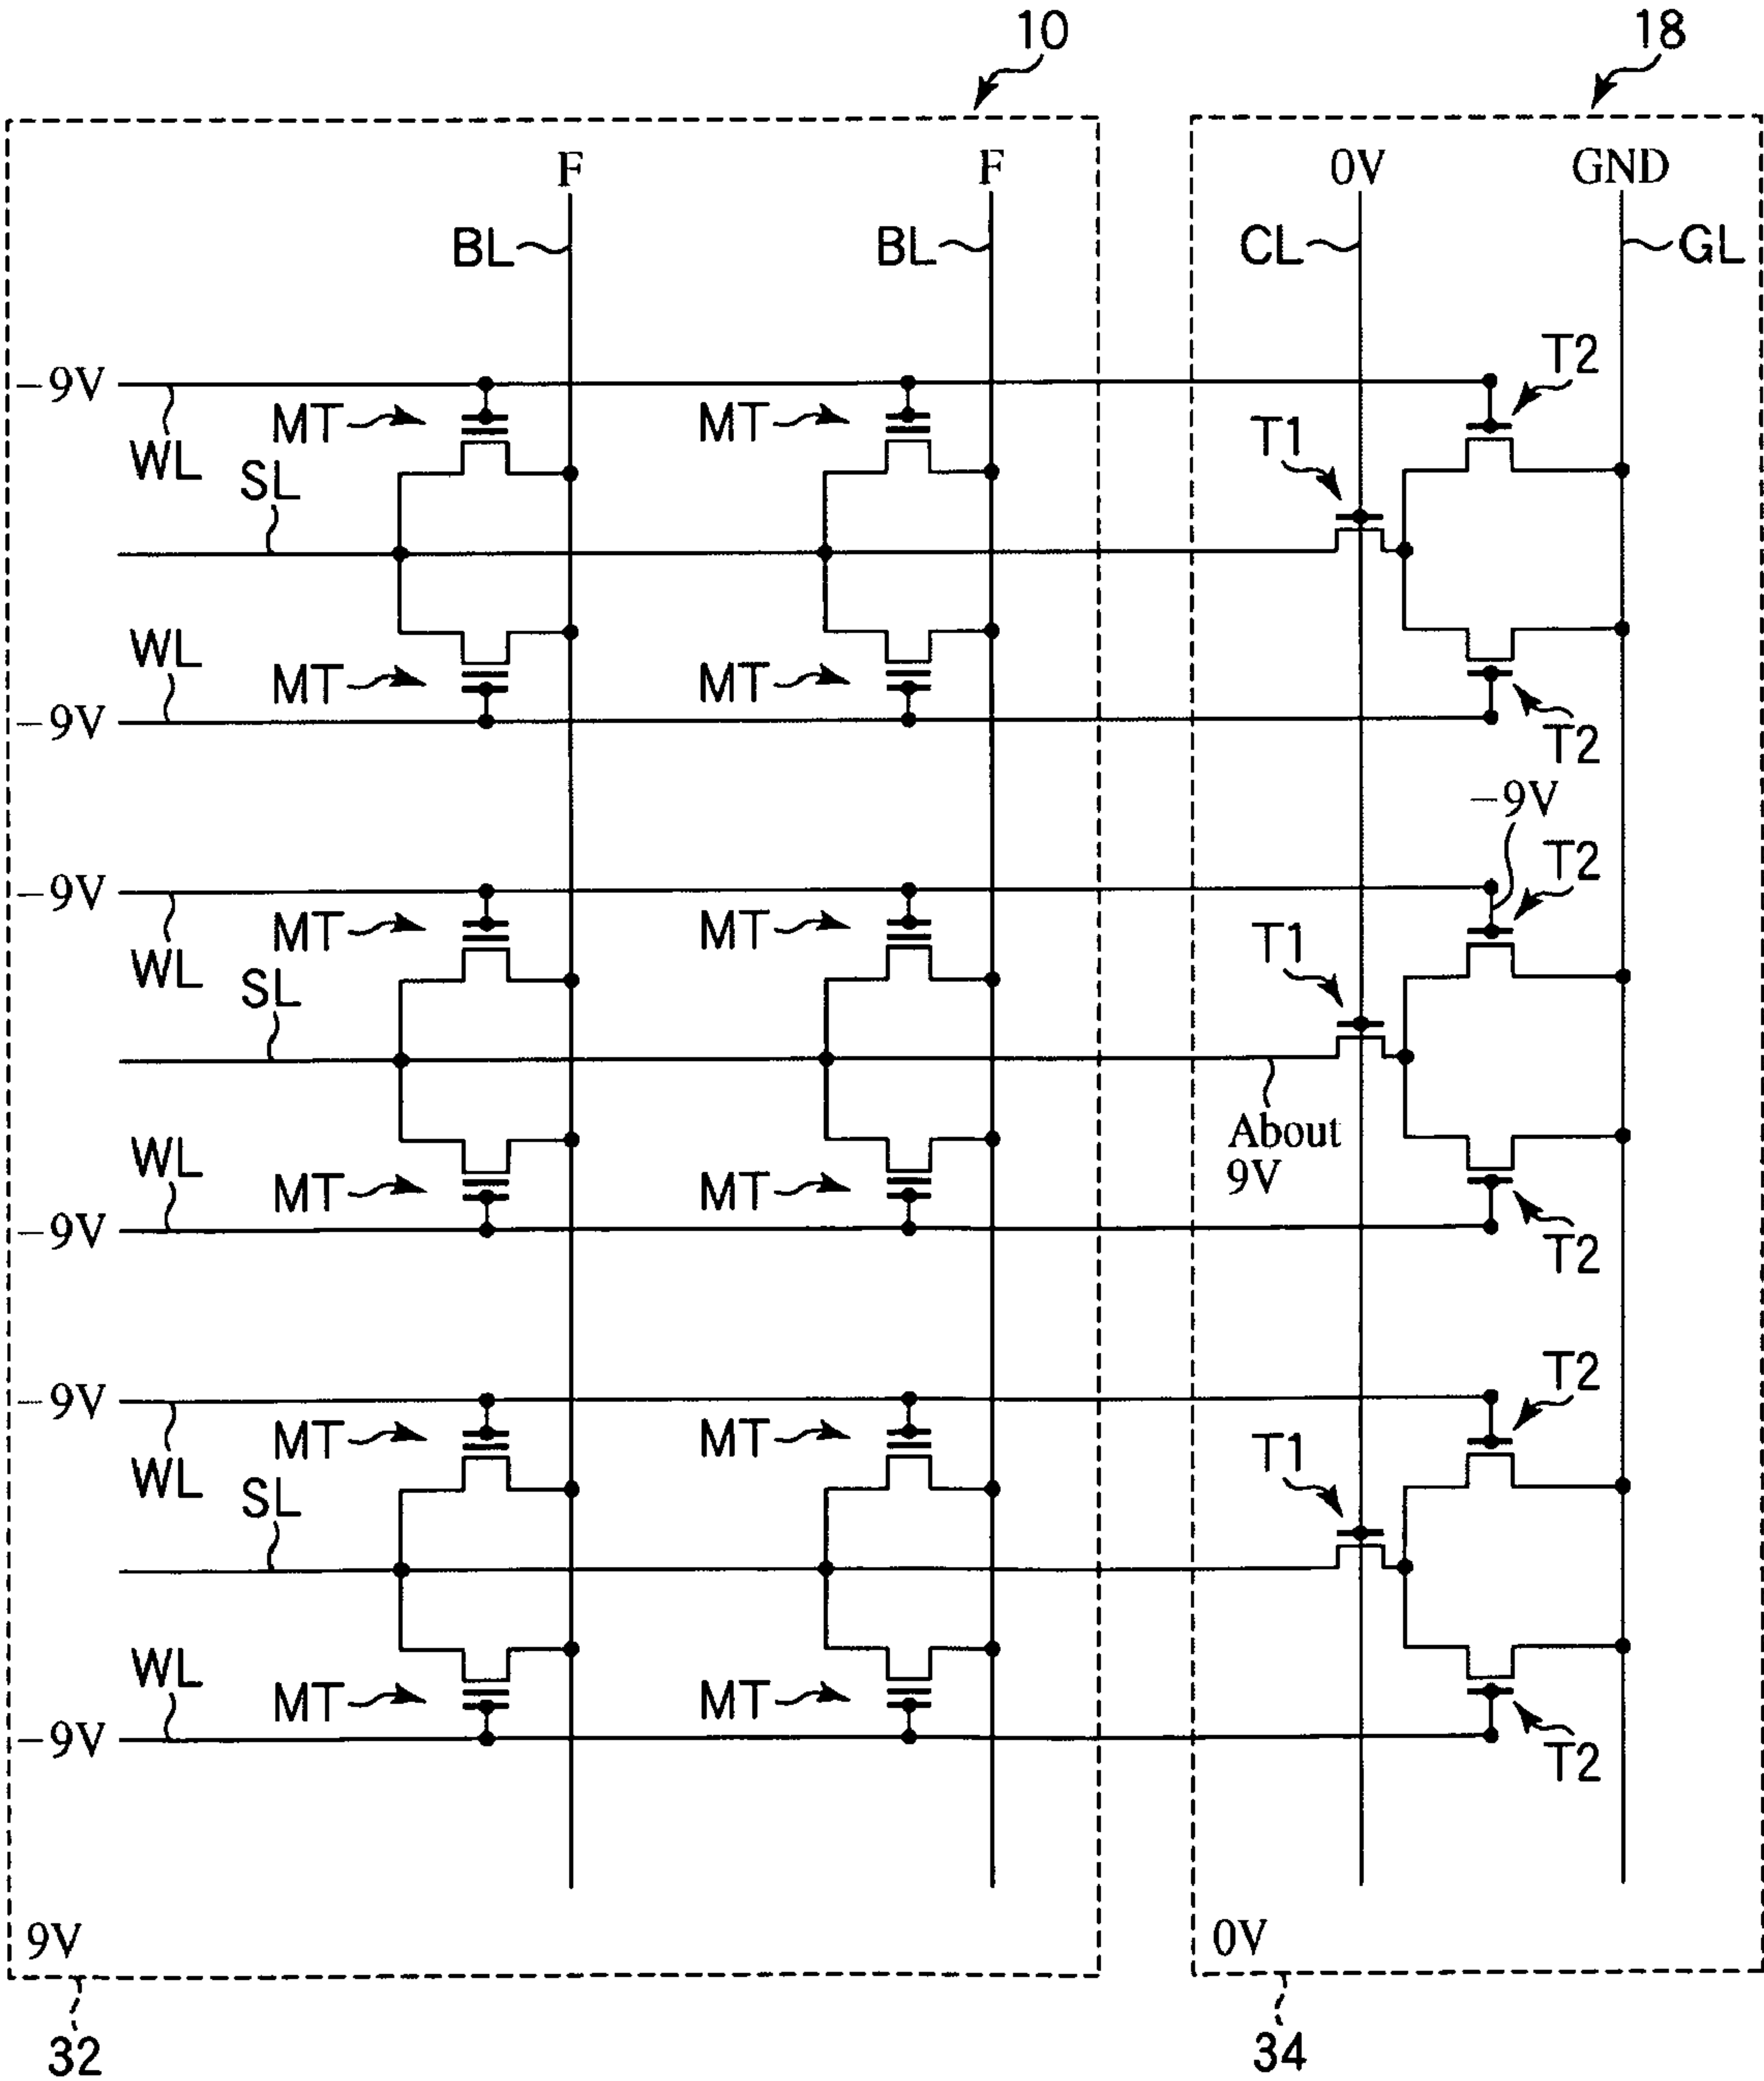 10 18
F F 0V GND
BL BL CL GL
-9V MT MT T2
WL SL T1
WL MT MT
-9V T2
-9V
-9V MT MT T2
WL SL T1
About
9V
WL MT MT
-9V T2
-9V MT MT T2
WL SL T1
WL MT MT
-9V T2
9V 0V
32 34